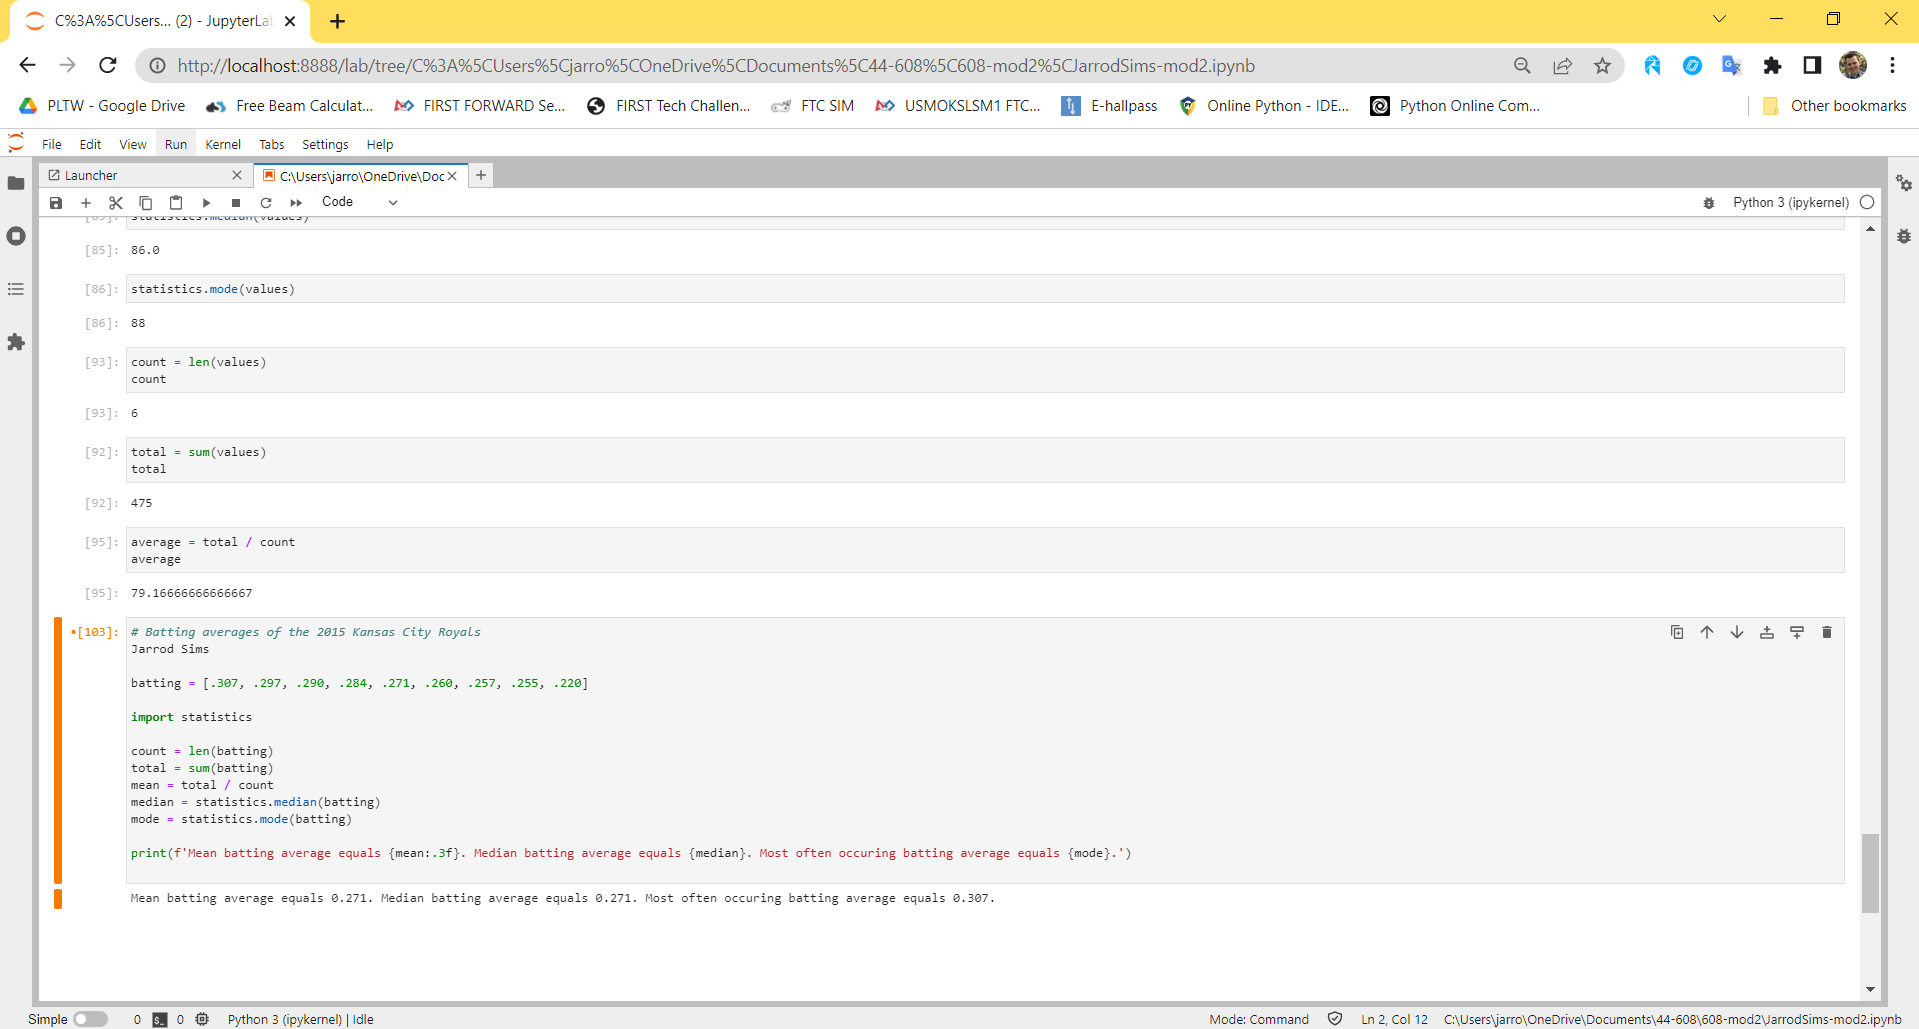 C%3A%5CUsers... (2) - JupyterLa
http://localhost:8888/lab/tree/C%3A%5CUsers%5Cjarro%5COneDrive%5CDocuments%5C44-608%5C608-mod2%5CJarrodSims-mod2.ipynb
PLTW - Google Drive Free Beam Calculat... FIRST FORWARD Se... FIRST Tech Challen... FTC SIM USMOKSLSM1 FTC... E-hallpass Online Python - IDE... Python Online Com... Other bookmarks
File Edit View Run Kernel Tabs Settings Help
Launcher C:\Users\jarro\OneDrive\Doc
Code Python 3 (ipykernel)
statistics.median(values)
[85]: 86.0
[86]: statistics.mode(values)
[86]: 88
[93]: count = len(values)
count
[93]: 6
[92]: total = sum(values)
total
[92]: 475
[95]: average = total / count
average
[95]: 79.16666666666667
•[103]: # Batting averages of the 2015 Kansas City Royals
Jarrod Sims
batting = [.307, .297, .290, .284, .271, .260, .257, .255, .220]
import statistics
count = len(batting)
total = sum(batting)
mean = total / count
median = statistics.median(batting)
mode = statistics.mode(batting)
print(f'Mean batting average equals {mean:.3f}. Median batting average equals {median}. Most often occuring batting average equals {mode}.')
Mean batting average equals 0.271. Median batting average equals 0.271. Most often occuring batting average equals 0.307.
Simple 0 $_ 0 Python 3 (ipykernel) | Idle Mode: Command Ln 2, Col 12 C:\Users\jarro\OneDrive\Documents\44-608\608-mod2\JarrodSims-mod2.ipynb